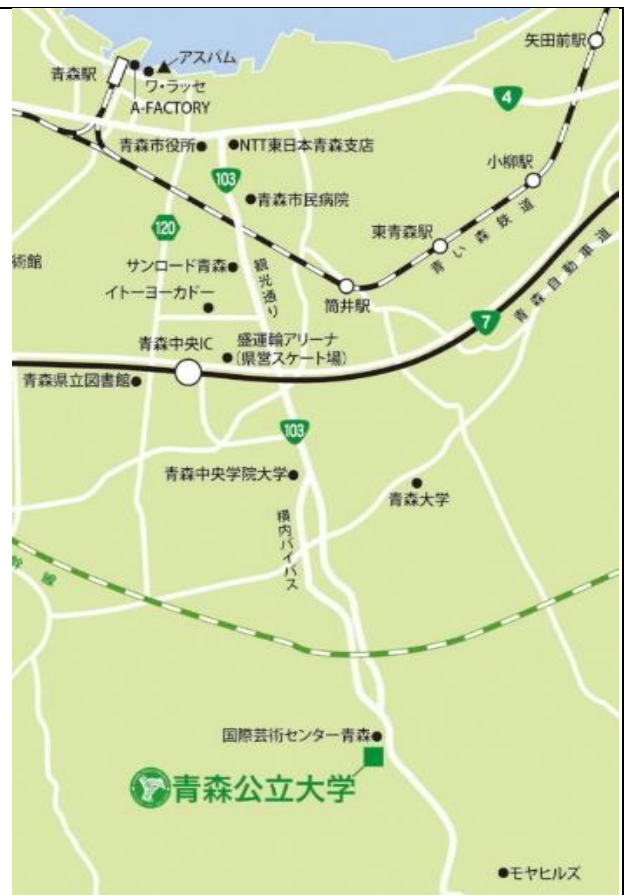 矢田前駅
アスパム
青森駅
ワ・ラッセ
A-FACTORY
4
青森市役所
NTT東日本青森支店
小柳駅
103
青森市民病院
120
東青森駅
青い森鉄道
術館
サンロード青森
観光通り
イトーヨーカドー
筒井駅
青森自動車道
7
青森中央IC
盛運輸アリーナ
(県営スケート場)
青森県立図書館
103
青森中央学院大学
青森大学
横内バイパス
幹線
国際芸術センター青森
青森公立大学
モヤヒルズ